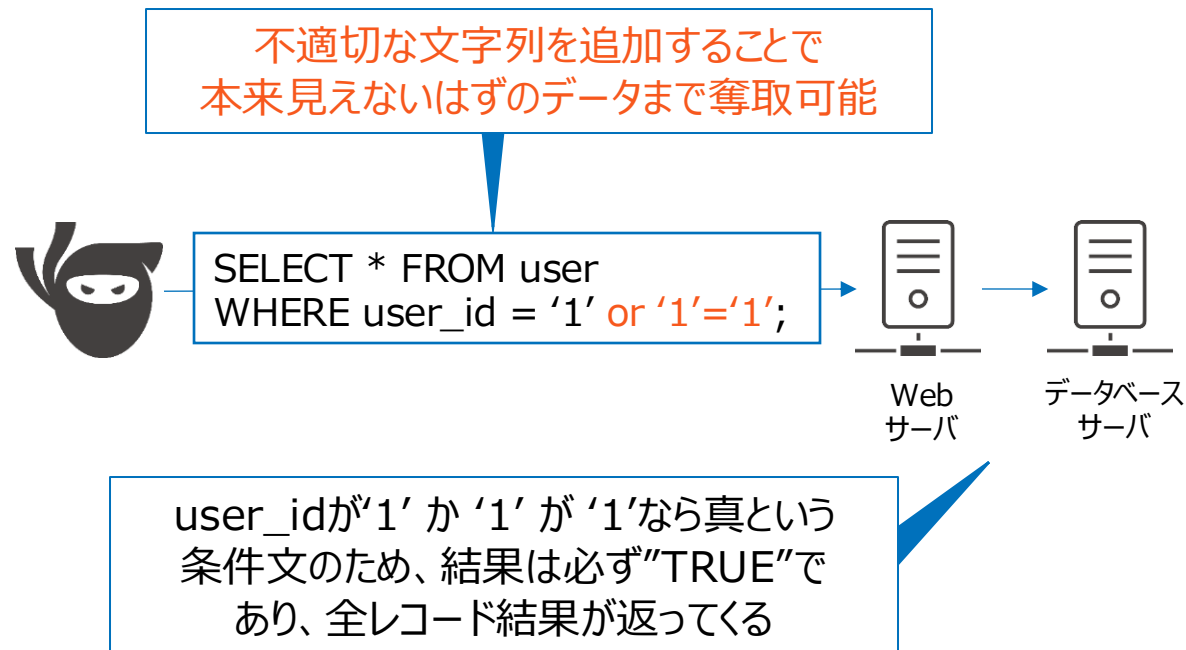 不適切な文字列を追加することで
本来見えないはずのデータまで奪取可能
SELECT * FROM user
WHERE user_id = ‘1’ or ‘1’=‘1’;
Web
サーバ
データベース
サーバ
user_idが‘1’ か ‘1’ が ‘1’なら真という
条件文のため、結果は必ず”TRUE”で
あり、全レコード結果が返ってくる